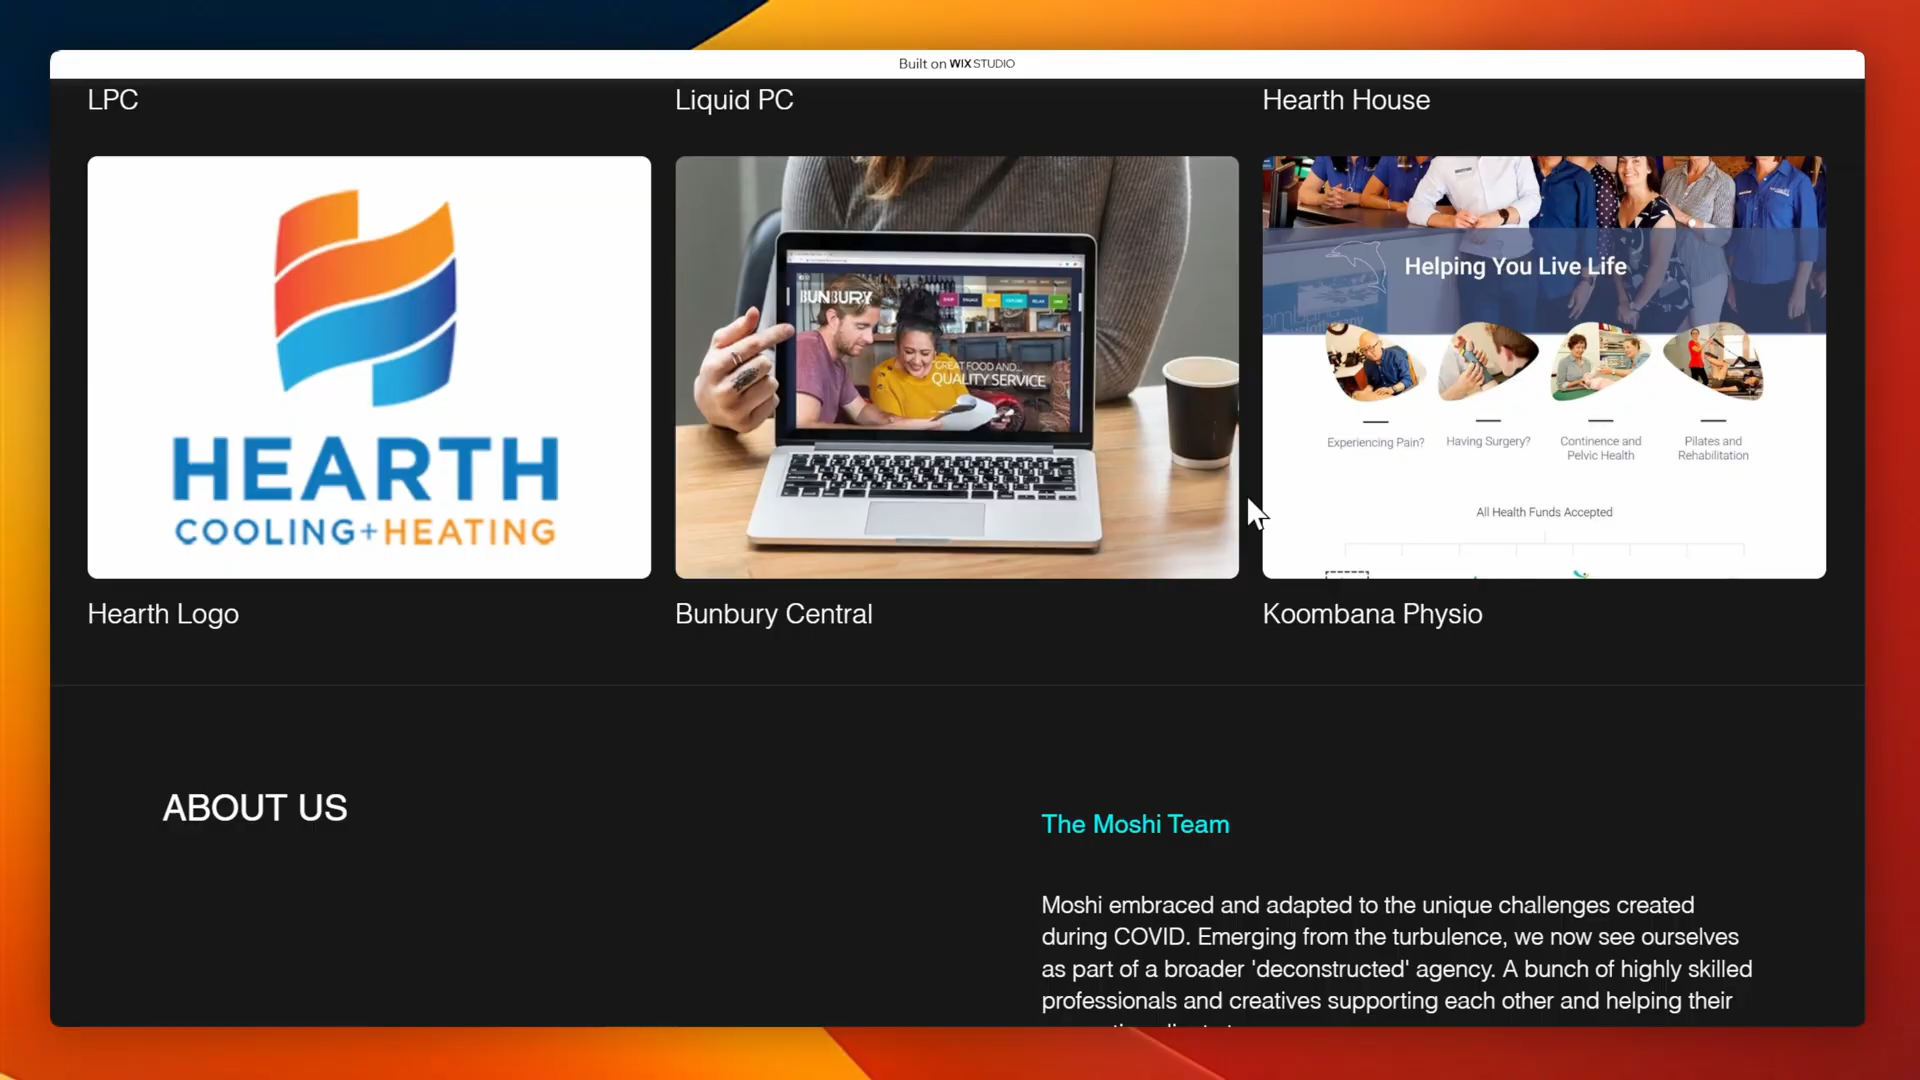 Built on WIX STUDIO
LPC
Liquid PC
Hearth House
HEARTH
COOLING+HEATING
BUNBURY
GREAT FOOD AND...
QUALITY SERVICE
Helping You Live Life
Experiencing Pain?
Having Surgery?
Continence and
Pelvic Health
Pilates and
Rehabilitation
All Health Funds Accepted
Hearth Logo
Bunbury Central
Koombana Physio
ABOUT US
The Moshi Team
Moshi embraced and adapted to the unique challenges created
during COVID. Emerging from the turbulence, we now see ourselves
as part of a broader 'deconstructed' agency. A bunch of highly skilled
professionals and creatives supporting each other and helping their